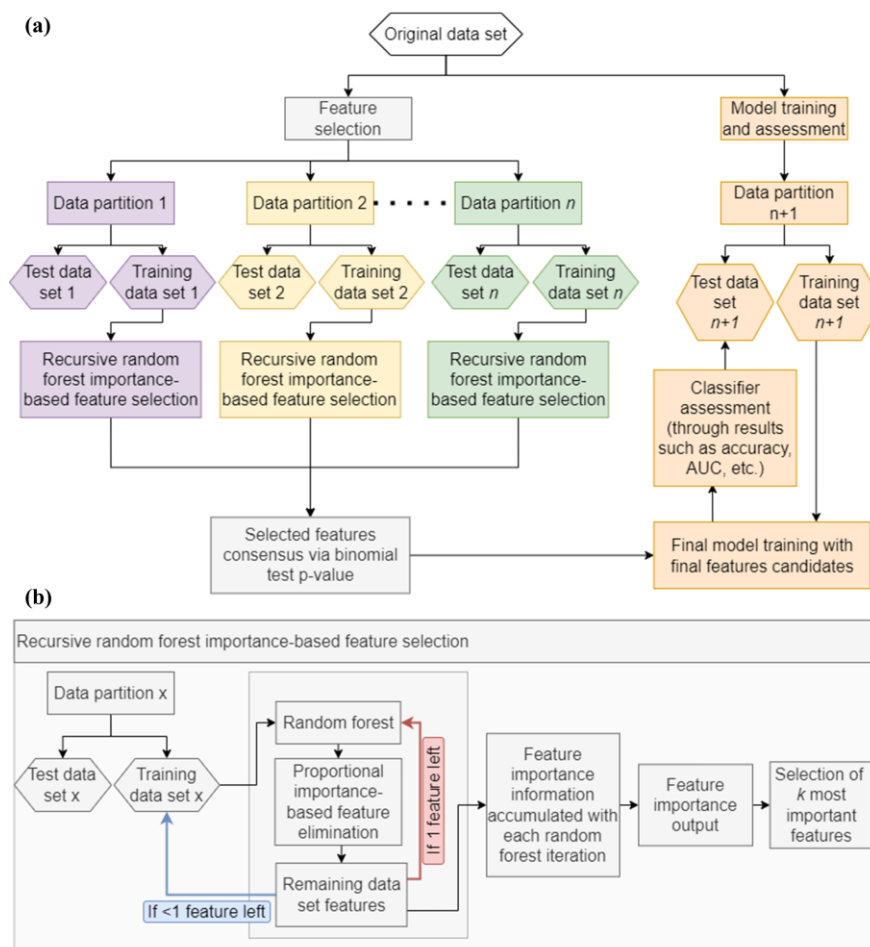 (a)
Original data set
Feature
selection
Model training
and assessment
Data partition 1
Data partition 2
Data partition n
Data partition
n+1
Test data
set 1
Training
data set 1
Test data
set 2
Training
data set 2
Test data
set n
Training
data set n
Test data
set
n+1
Training
data set
n+1
Recursive random
forest importance-
based feature selection
Recursive random
forest importance-
based feature selection
Recursive random
forest importance-
based feature selection
Classifier
assessment
(through results
such as accuracy,
AUC, etc.)
Selected features
consensus via binomial
test p-value
Final model training with
final features candidates
(b)
Recursive random forest importance-based feature selection
Data partition x
Test data
set x
Training
data set x
Random forest
Proportional
importance-
based feature
elimination
Remaining data
set features
If 1 feature left
If <1 feature left
Feature
importance
information
accumulated with
each random
forest iteration
Feature
importance
output
Selection of
k most
important
features